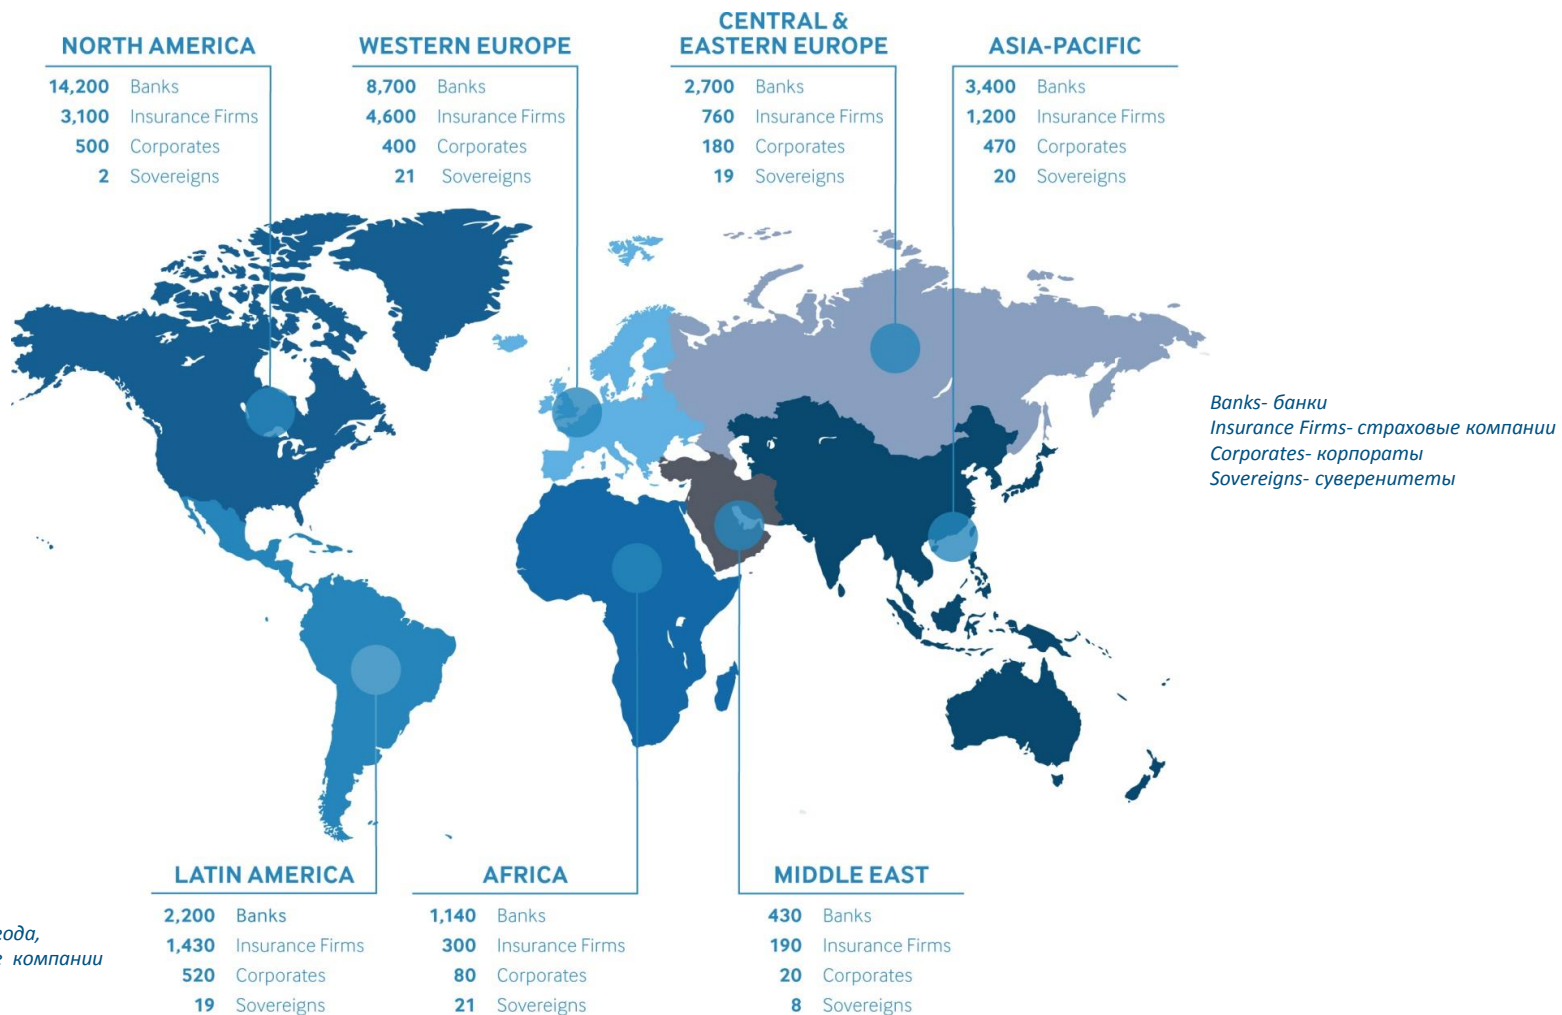 NORTH AMERICA
14,200 Banks
3,100 Insurance Firms
500 Corporates
2 Sovereigns
WESTERN EUROPE
8,700 Banks
4,600 Insurance Firms
400 Corporates
21 Sovereigns
CENTRAL &
EASTERN EUROPE
2,700 Banks
760 Insurance Firms
180 Corporates
19 Sovereigns
ASIA-PACIFIC
3,400 Banks
1,200 Insurance Firms
470 Corporates
20 Sovereigns
Banks- банки
Insurance Firms- страховые компании
Corporates- корпораты
Sovereigns- суверенитеты
LATIN AMERICA
2,200 Banks
1,430 Insurance Firms
520 Corporates
19 Sovereigns
AFRICA
1,140 Banks
300 Insurance Firms
80 Corporates
21 Sovereigns
MIDDLE EAST
430 Banks
190 Insurance Firms
20 Corporates
8 Sovereigns
компании